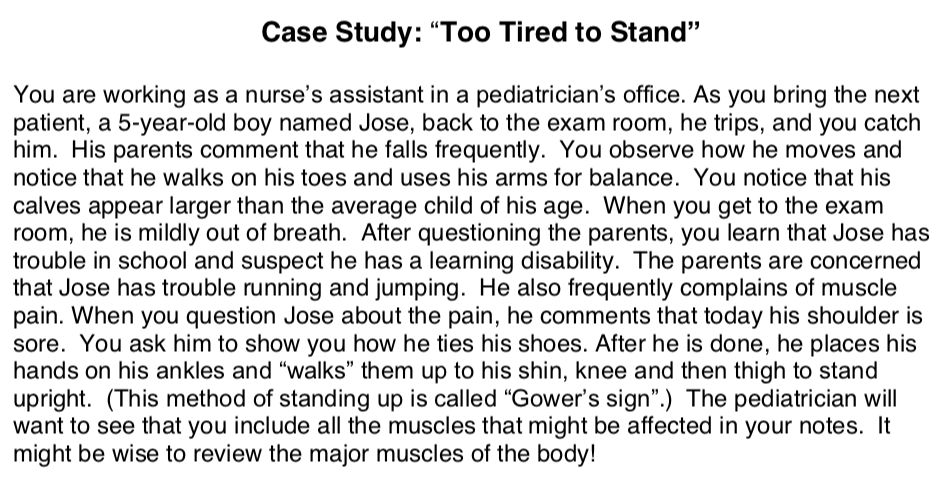 Case Study: “Too Tired to Stand”
You are working as a nurse’s assistant in a pediatrician’s office. As you bring the next
patient, a 5-year-old boy named Jose, back to the exam room, he trips, and you catch
him. His parents comment that he falls frequently. You observe how he moves and
notice that he walks on his toes and uses his arms for balance. You notice that his
calves appear larger than the average child of his age. When you get to the exam
room, he is mildly out of breath. After questioning the parents, you learn that Jose has
trouble in school and suspect he has a learning disability. The parents are concerned
that Jose has trouble running and jumping. He also frequently complains of muscle
pain. When you question Jose about the pain, he comments that today his shoulder is
sore. You ask him to show you how he ties his shoes. After he is done, he places his
hands on his ankles and “walks” them up to his shin, knee and then thigh to stand
upright. (This method of standing up is called “Gower’s sign”.) The pediatrician will
want to see that you include all the muscles that might be affected in your notes. It
might be wise to review the major muscles of the body!